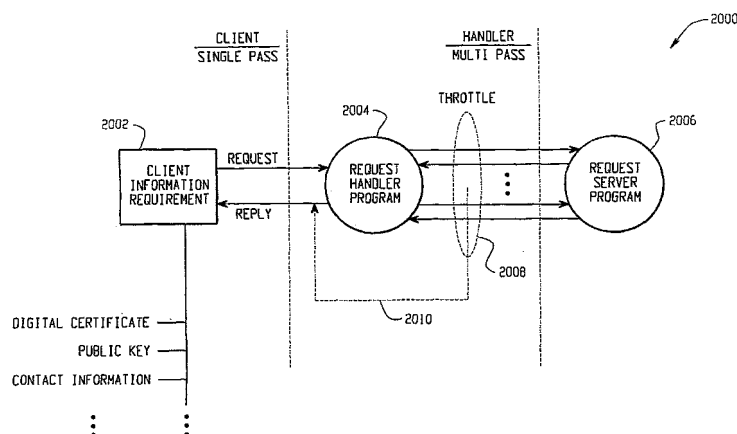 2000
CLIENT
SINGLE PASS
HANDLER
MULTI PASS
THROTTLE
2002
2004
2006
CLIENT
INFORMATION
REQUIREMENT
REQUEST
REPLY
REQUEST
HANDLER
PROGRAM
REQUEST
SERVER
PROGRAM
2008
2010
DIGITAL CERTIFICATE
PUBLIC KEY
CONTACT INFORMATION